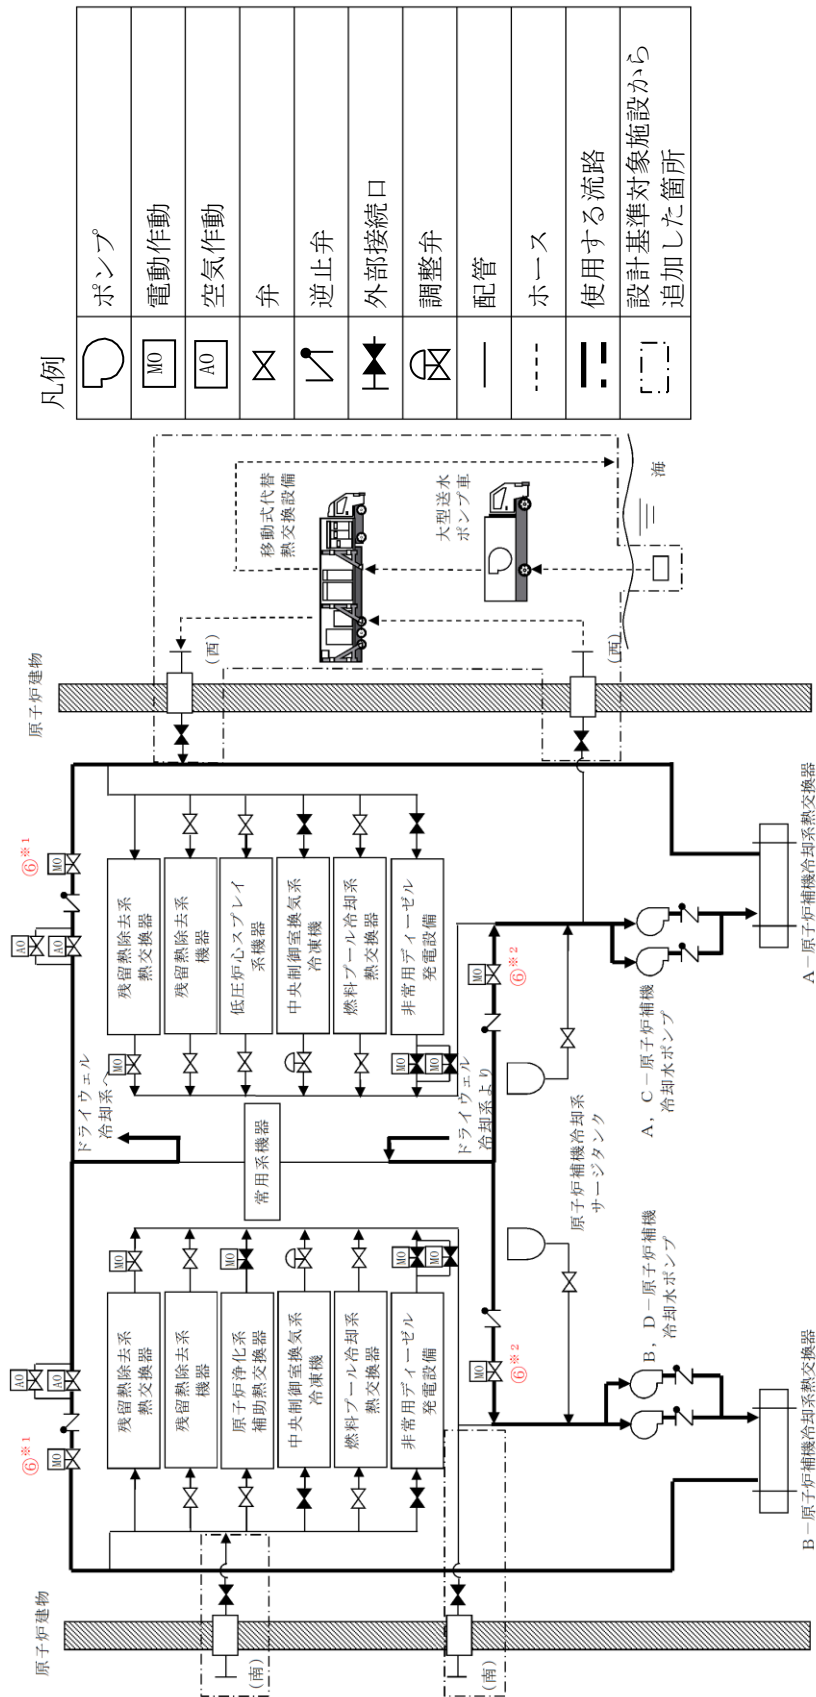 凡例
ポンプ
MO
電動作動
AO
空気作動
弁
逆止弁
外部接続口
調整弁
配管
ホース
使用する流路
設計基準対象施設から
追加した箇所
原子炉建物
原子炉建物
(南)
(南)
(西)
(西)
移動式代替
熱交換設備
大型送水
ポンプ車
海
⑥※1
MO
AO
AO
AO
AO
MO
⑥※1
残留熱除去系
熱交換器
残留熱除去系
機器
原子炉浄化系
補助熱交換器
中央制御室換気系
冷凍機
燃料プール冷却系
熱交換器
非常用ディーゼル
発電設備
MO
MO
MO
MO
常用系機器
ドライウェル
冷却系へ
ドライウェル
冷却系より
残留熱除去系
熱交換器
残留熱除去系
機器
低圧炉心スプレイ
系機器
中央制御室換気系
冷凍機
燃料プール冷却系
熱交換器
非常用ディーゼル
発電設備
MO
MO
MO
MO
⑥※2
MO
⑥※2
原子炉補機冷却系
サージタンク
B,D-原子炉補機
冷却水ポンプ
A,C-原子炉補機
冷却水ポンプ
B-原子炉補機冷却系熱交換器
A-原子炉補機冷却系熱交換器